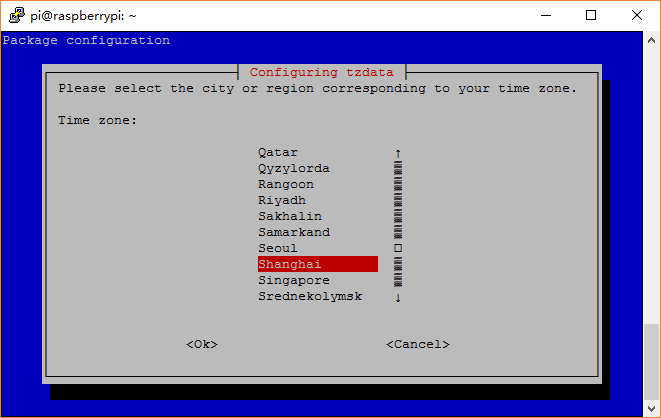 pi@raspberrypi: ~
Package configuration
Configuring tzdata
Please select the city or region corresponding to your time zone.
Time zone:
Qatar
Qyzylorda
Rangoon
Riyadh
Sakhalin
Samarkand
Seoul
Shanghai
Singapore
Srednekolymsk
<Ok> <Cancel>